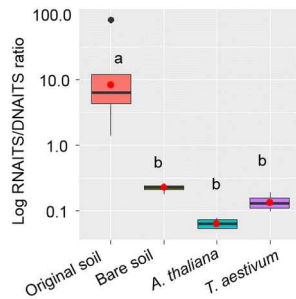 Log RNAITS/DNAITS ratio
100.0
10.0
1.0
0.1
a
b
b
b
Original soil
Bare soil
A. thaliana
T. aestivum